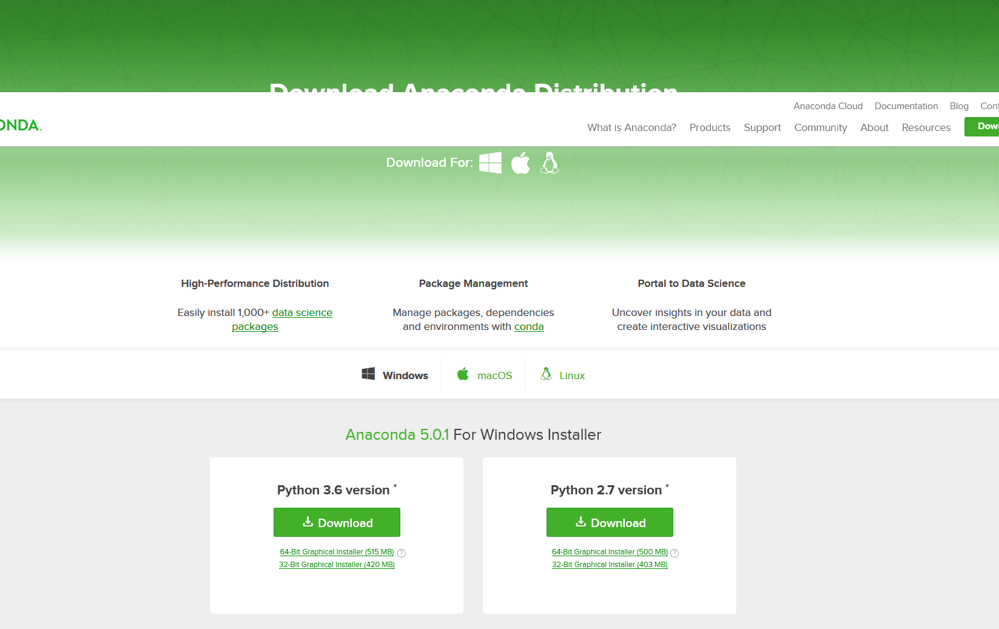 Download Anaconda Distribution
Anaconda Cloud Documentation Blog
ONDA
What is Anaconda? Products Support Community About Resources
Download For:
High-Performance Distribution
Easily install 1,000+ data science
packages
Package Management
Manage packages, dependencies
and environments with conda
Portal to Data Science
Uncover insights in your data and
create interactive visualizations
Windows macOS Linux
Anaconda 5.0.1 For Windows Installer
Python 3.6 version *
Download
64-Bit Graphical Installer (515 MB) ?
32-Bit Graphical Installer (420 MB)
Python 2.7 version *
Download
64-Bit Graphical Installer (500 MB) ?
32-Bit Graphical Installer (403 MB)